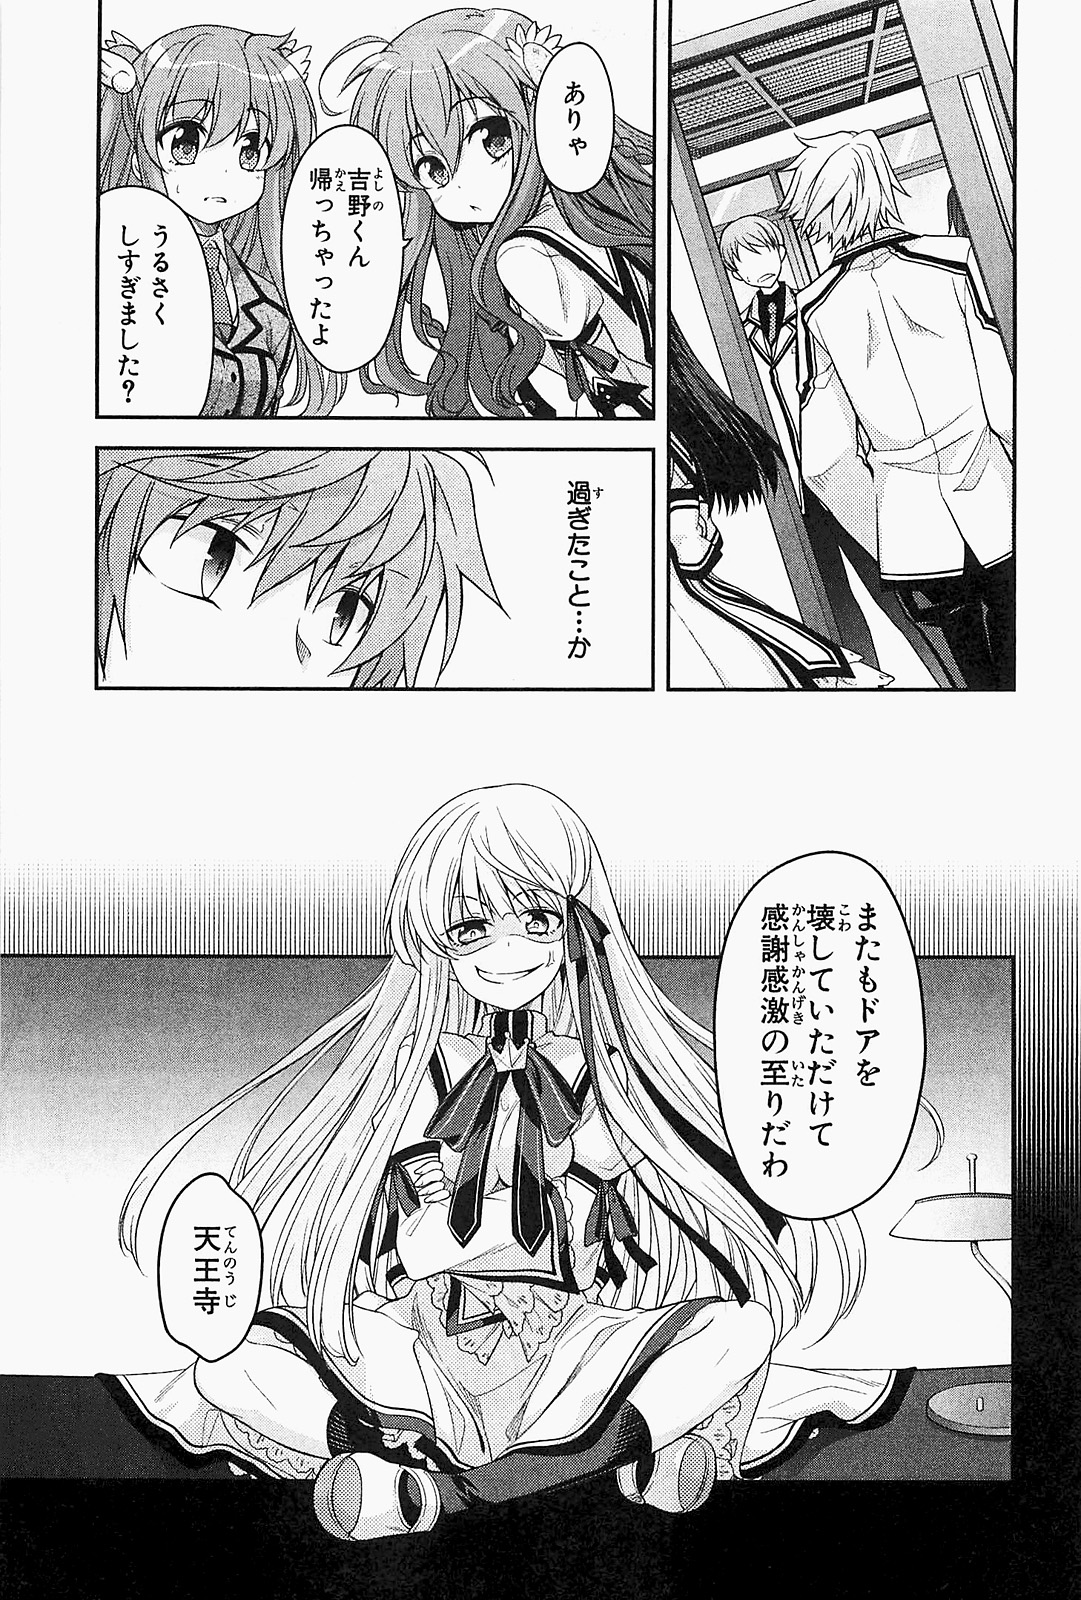 ありゃ
吉野くん
帰っちゃったよ
うるさく
しすぎました?
過ぎたこと…か
またもドアを
壊していただけて
感謝感激の至りだわ
天王寺